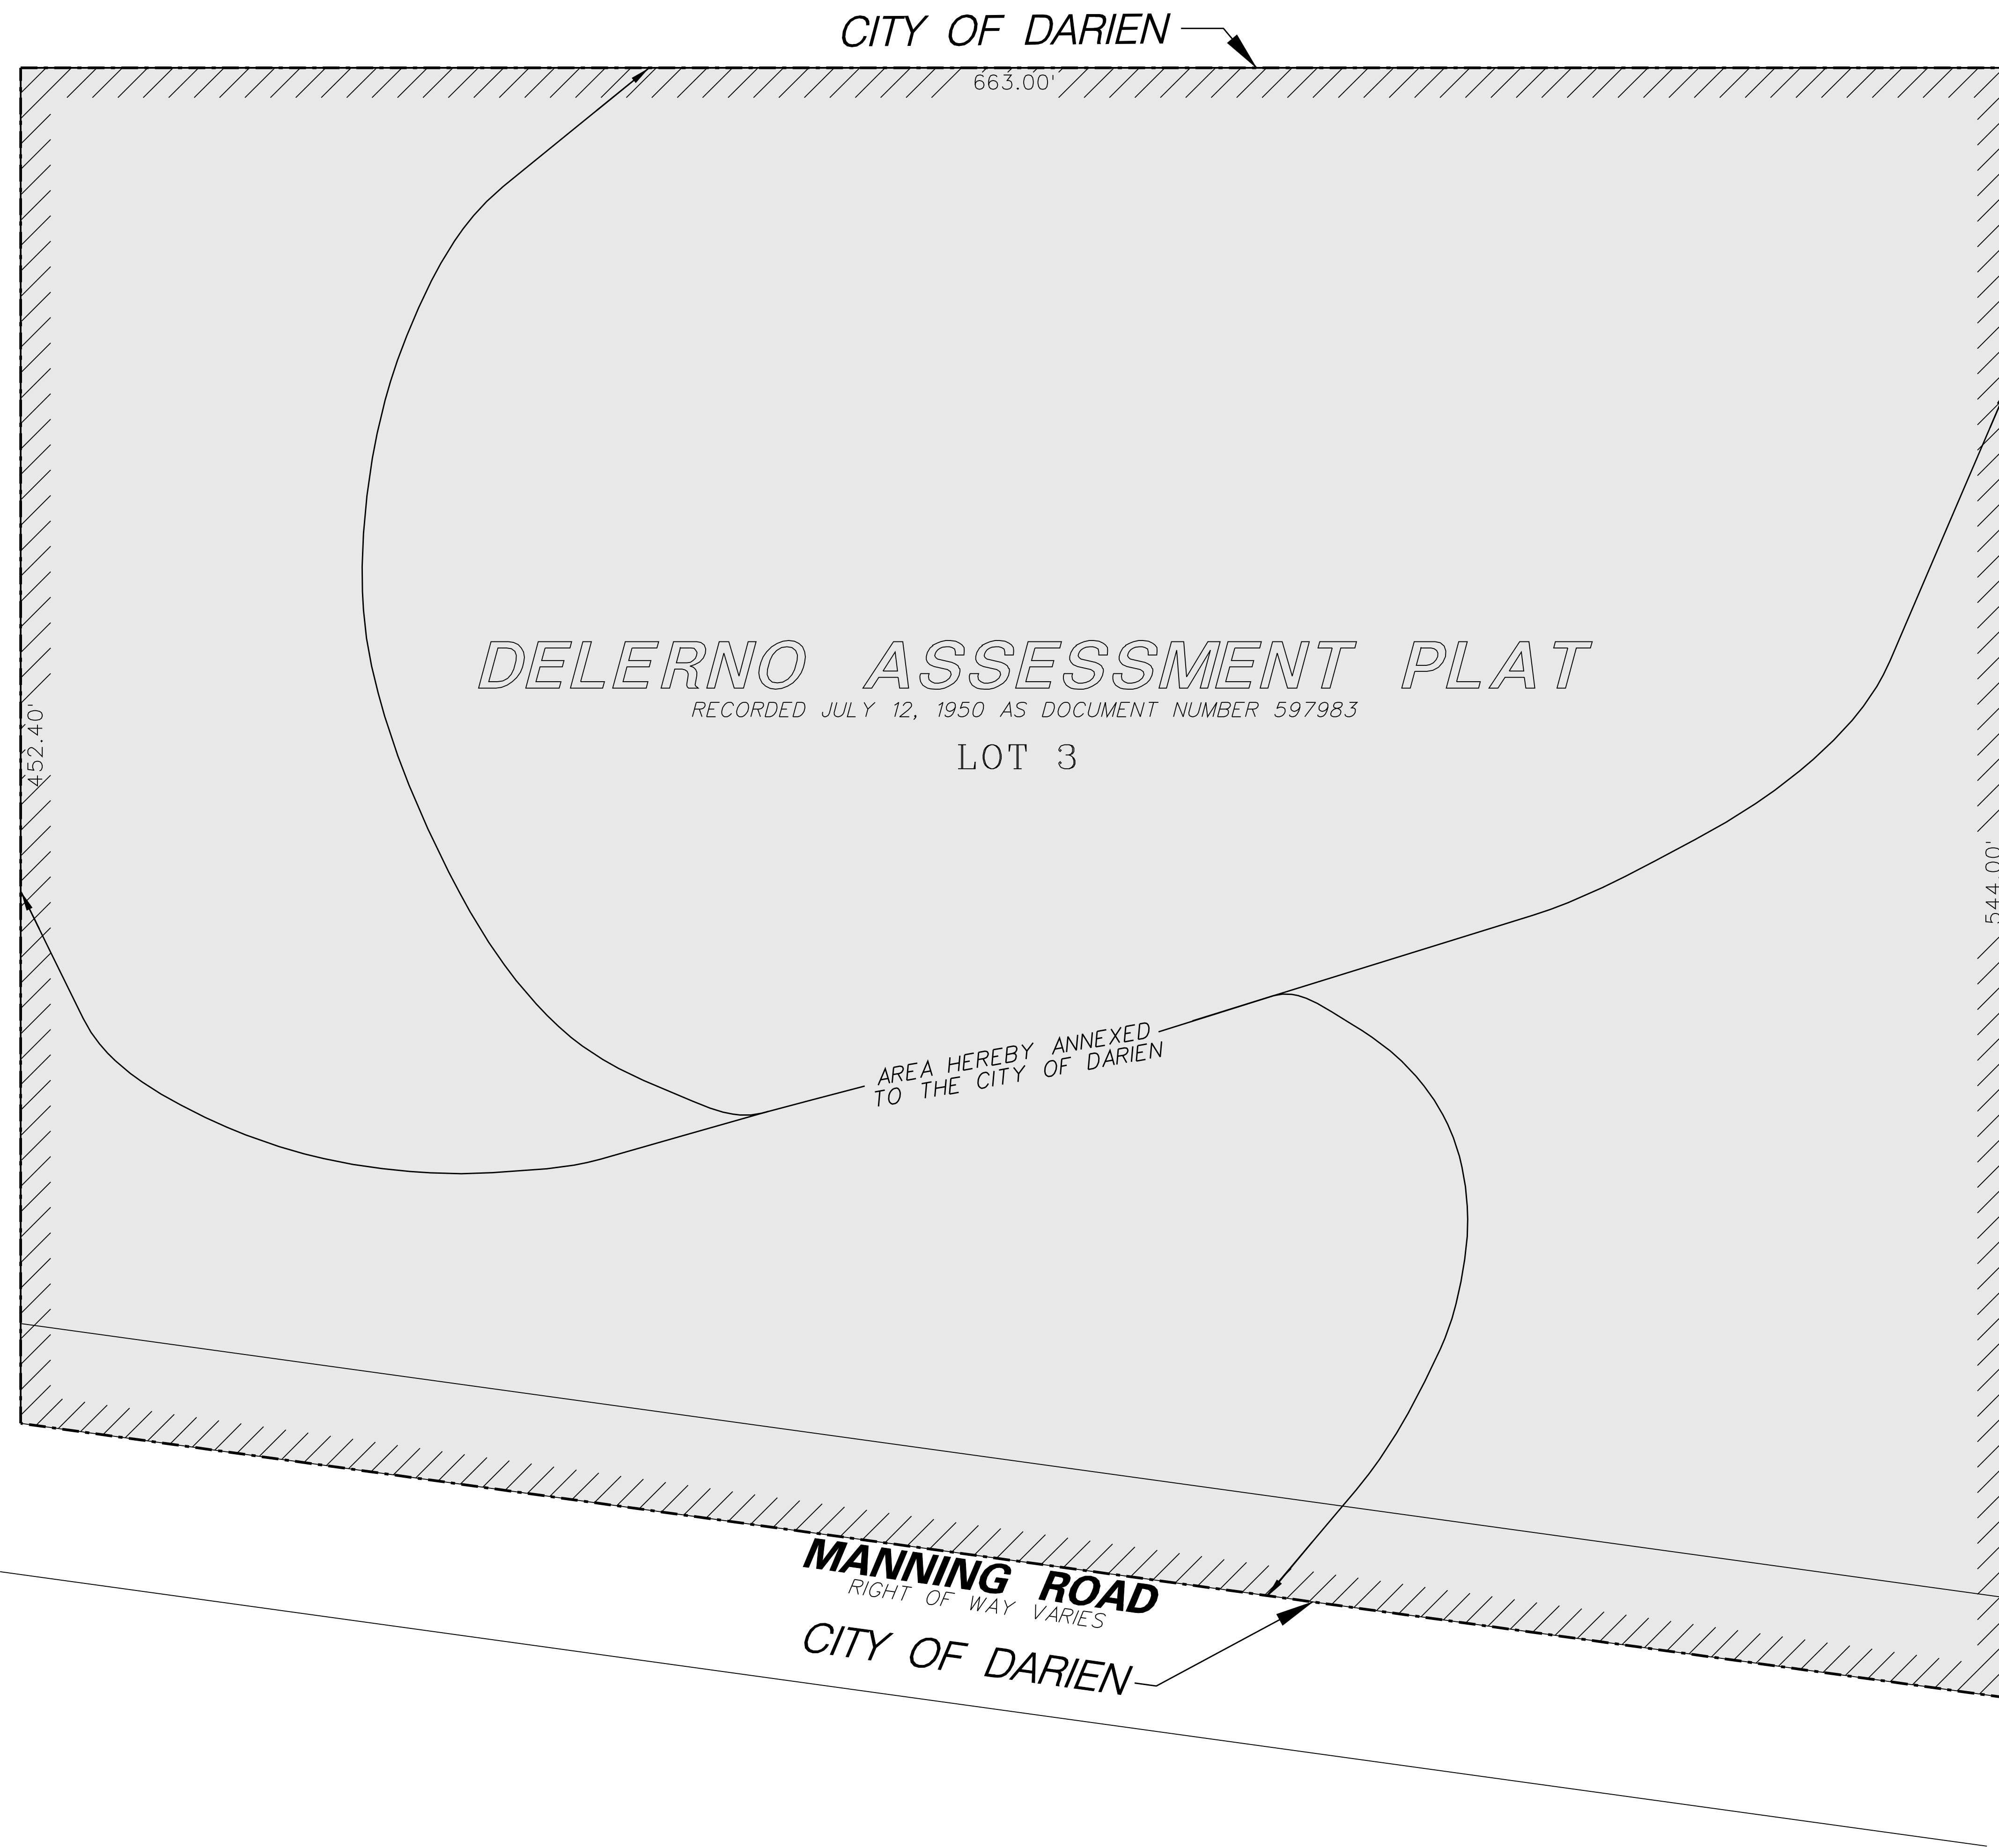 CITY OF DARIEN
663.00'
DELERNO ASSESSMENT PLAT
RECORDED JULY 12, 1950 AS DOCUMENT NUMBER 597983
LOT 3
452.40'
544.00'
AREA HEREBY ANNEXED
TO THE CITY OF DARIEN
MANNING ROAD
RIGHT OF WAY VARIES
CITY OF DARIEN